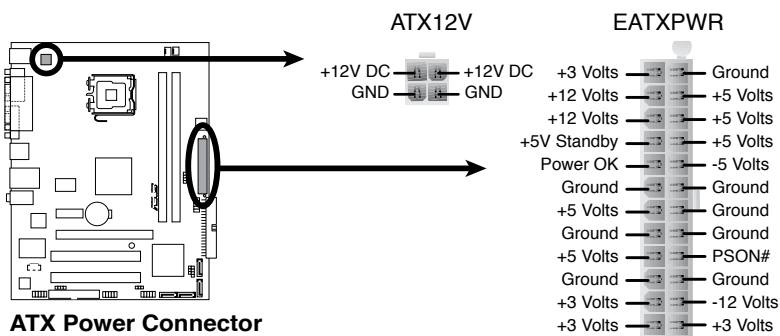 ATX12V
+12V DC +12V DC
GND GND
EATXPWR
+3 Volts Ground
+12 Volts +5 Volts
+12 Volts +5 Volts
+5V Standby +5 Volts
Power OK -5 Volts
Ground Ground
+5 Volts Ground
Ground Ground
+5 Volts PSON#
Ground Ground
+3 Volts -12 Volts
+3 Volts +3 Volts
ATX Power Connector